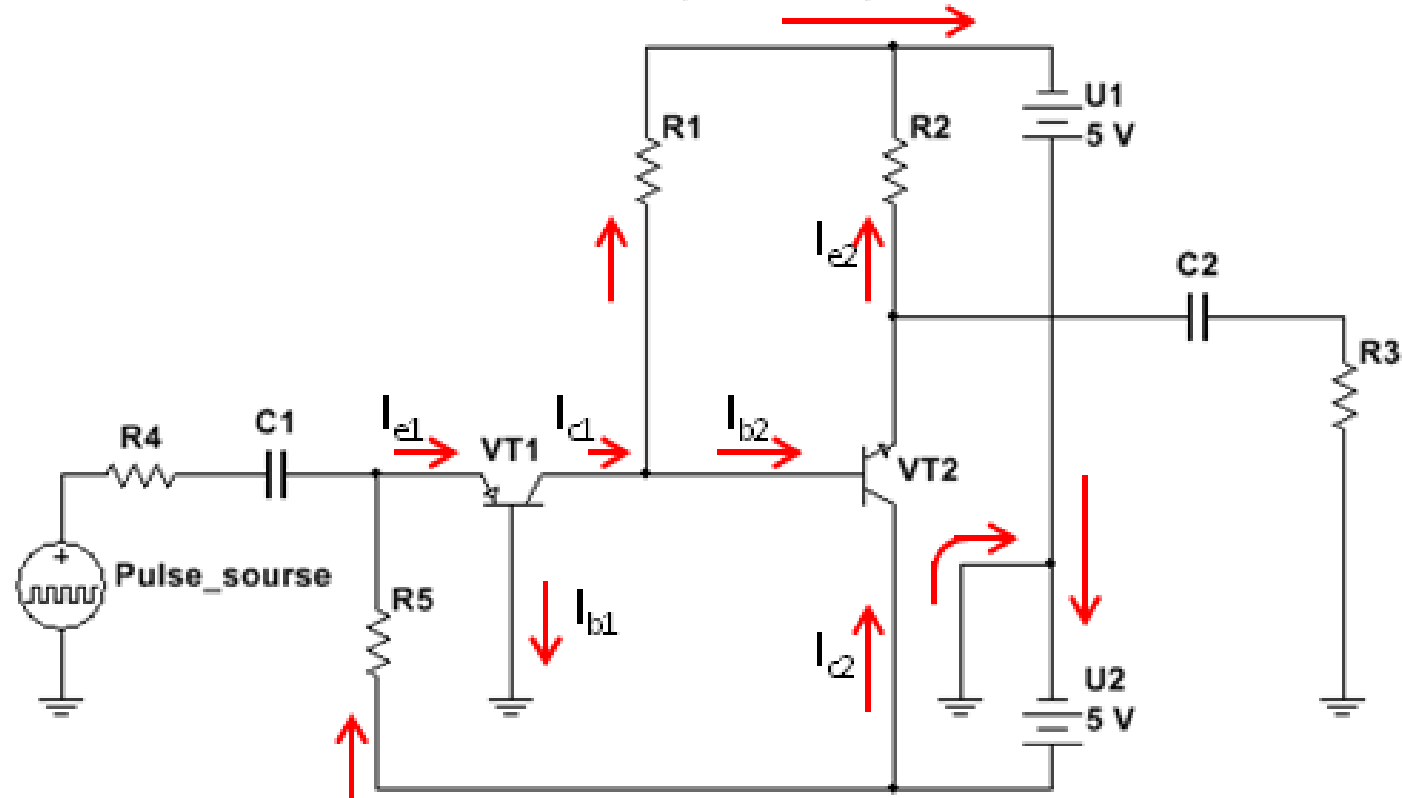 U1
5 V
R1
R2
Ie2
C2
R3
Ie1
Ic1
Ib2
C1
R4
VT1
VT2
Pulse_sourse
R5
Ib1
Ic2
U2
5 V